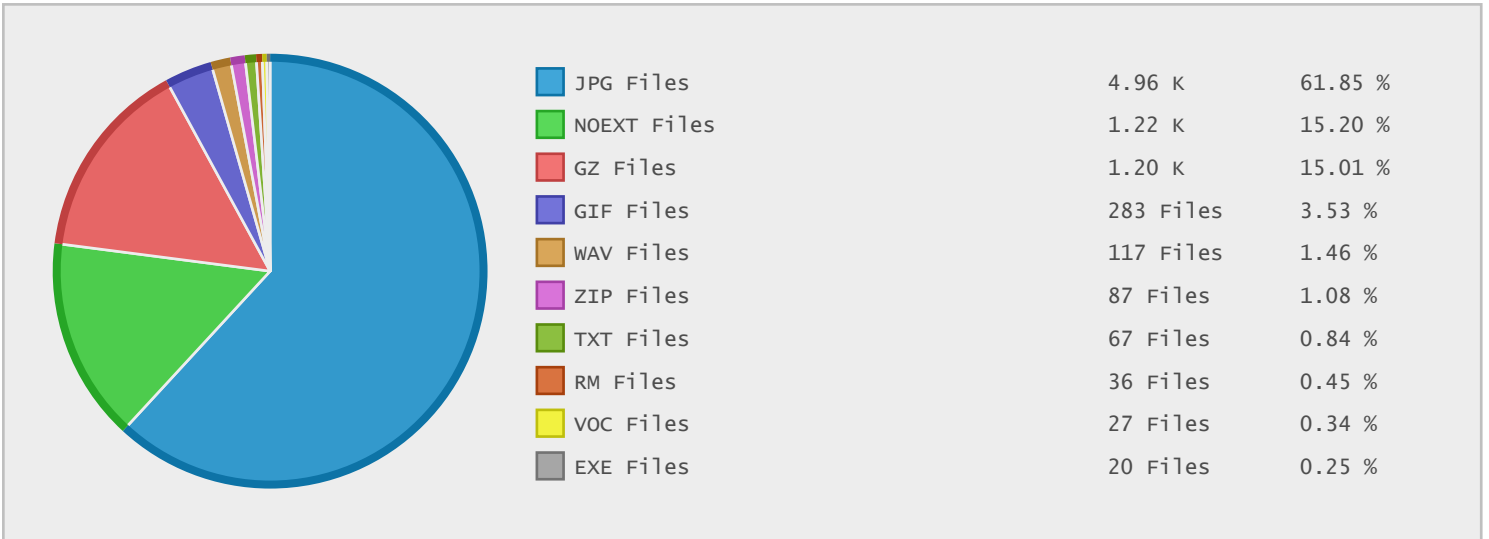 JPG Files 4.96 K 61.85 %
NOEXT Files 1.22 K 15.20 %
GZ Files 1.20 K 15.01 %
GIF Files 283 Files 3.53 %
WAV Files 117 Files 1.46 %
ZIP Files 87 Files 1.08 %
TXT Files 67 Files 0.84 %
RM Files 36 Files 0.45 %
VOC Files 27 Files 0.34 %
EXE Files 20 Files 0.25 %